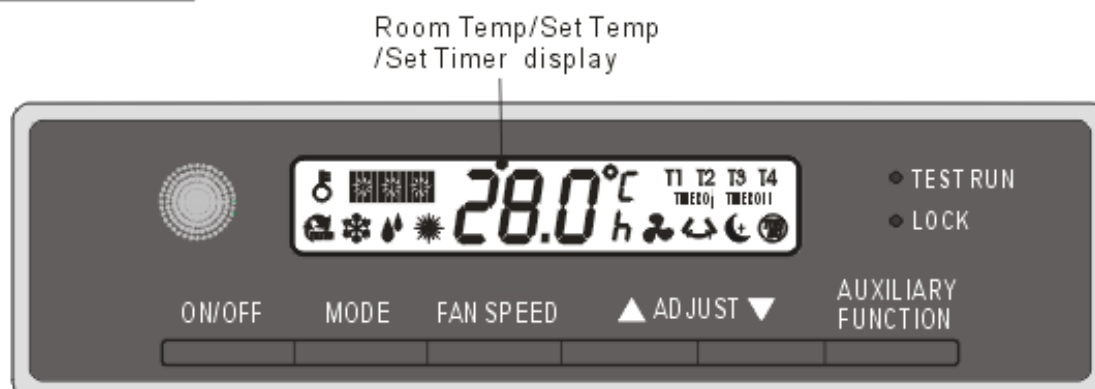 Room Temp/Set Temp
/Set Timer display
28.0°C
h
T1 T2 T3 T4
TEST RUN
LOCK
ON/OFF
MODE
FAN SPEED
▲ ADJUST ▼
AUXILIARY
FUNCTION